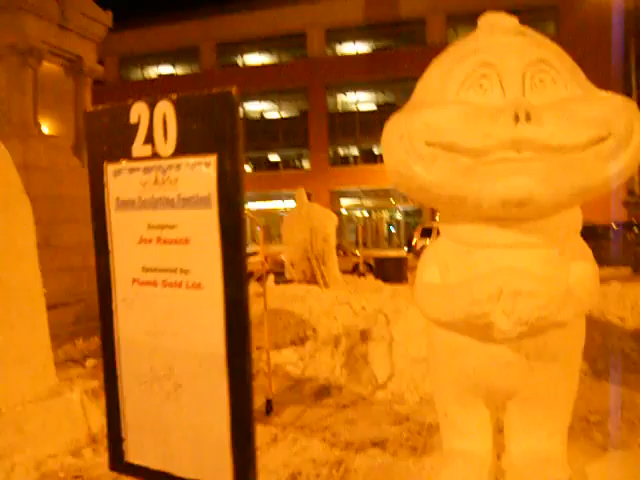 20
Snow Sculpting Festival
Sculptor:
Joe Rausch
Sponsored by:
Plumb Gold Ltd.